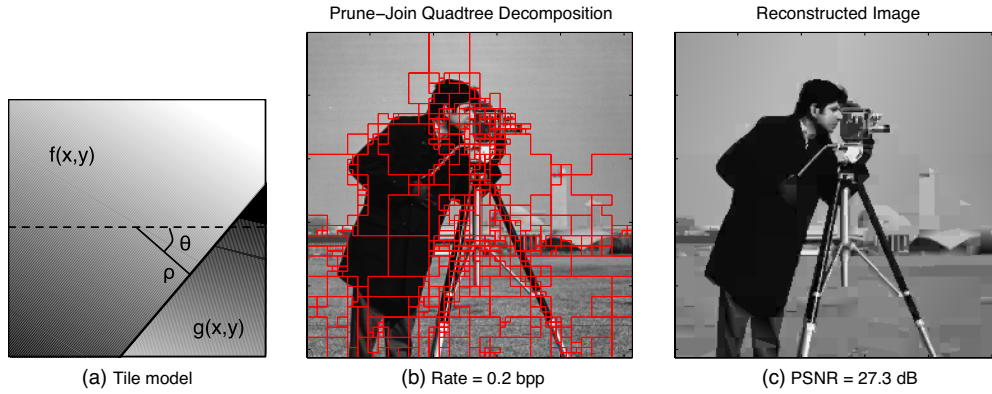 Prune-Join Quadtree Decomposition
Reconstructed Image
f(x,y)
θ
ρ
g(x,y)
(a) Tile model
(b) Rate = 0.2 bpp
(c) PSNR = 27.3 dB